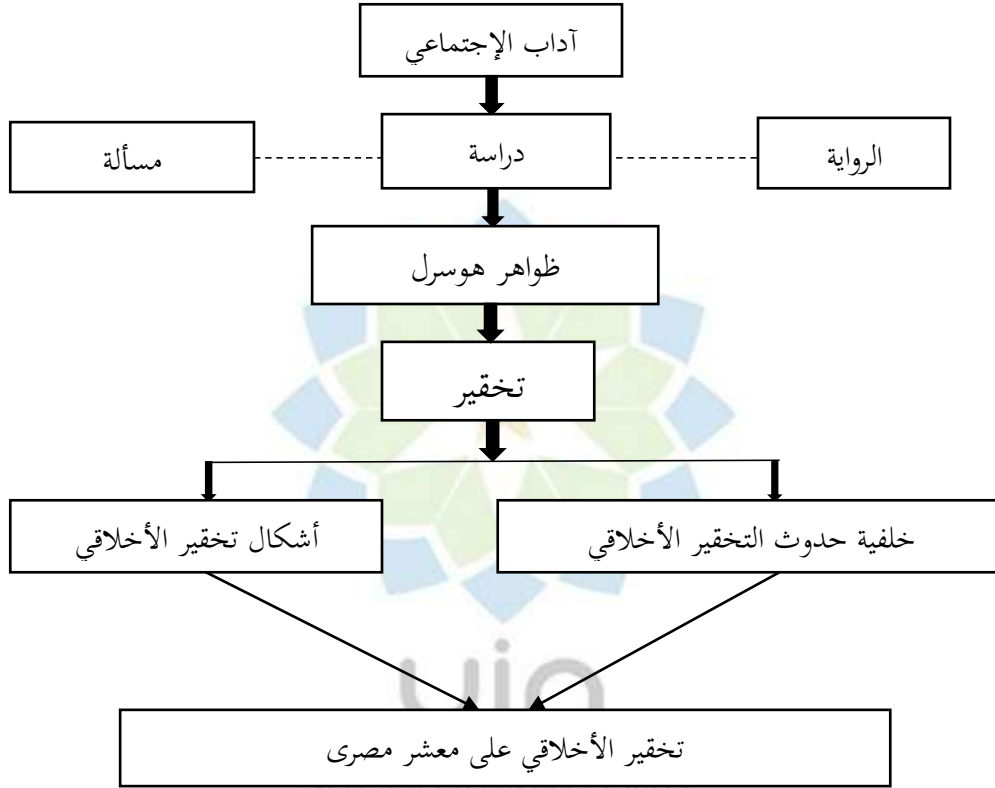 آداب الإجتماعي
الرواية
دراسة
مسألة
ظواهر هوسرل
تخقير
خلفية حدوث التخقير الأخلاقي
أشكال تخقير الأخلاقي
uin
تخقير الأخلاقي على معشر مصرى